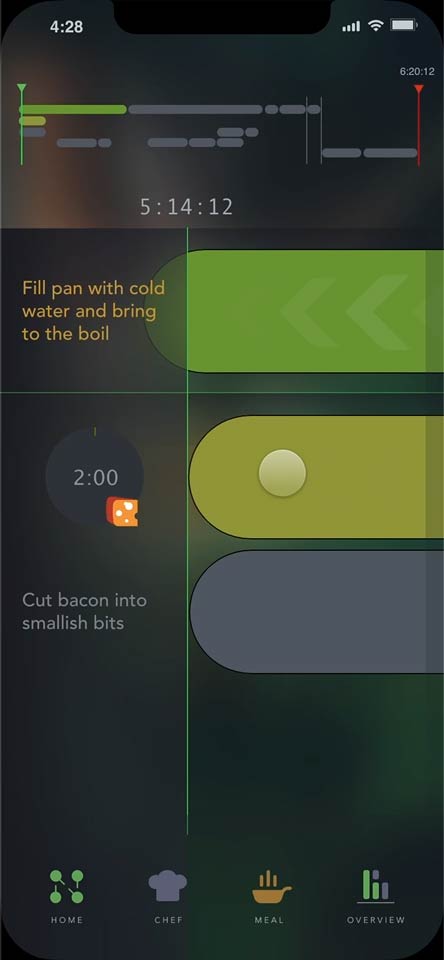 4:28
6:20:12
5:14:12
Fill pan with cold
water and bring
to the boil
2:00
Cut bacon into
smallish bits
HOME
CHEF
MEAL
OVERVIEW